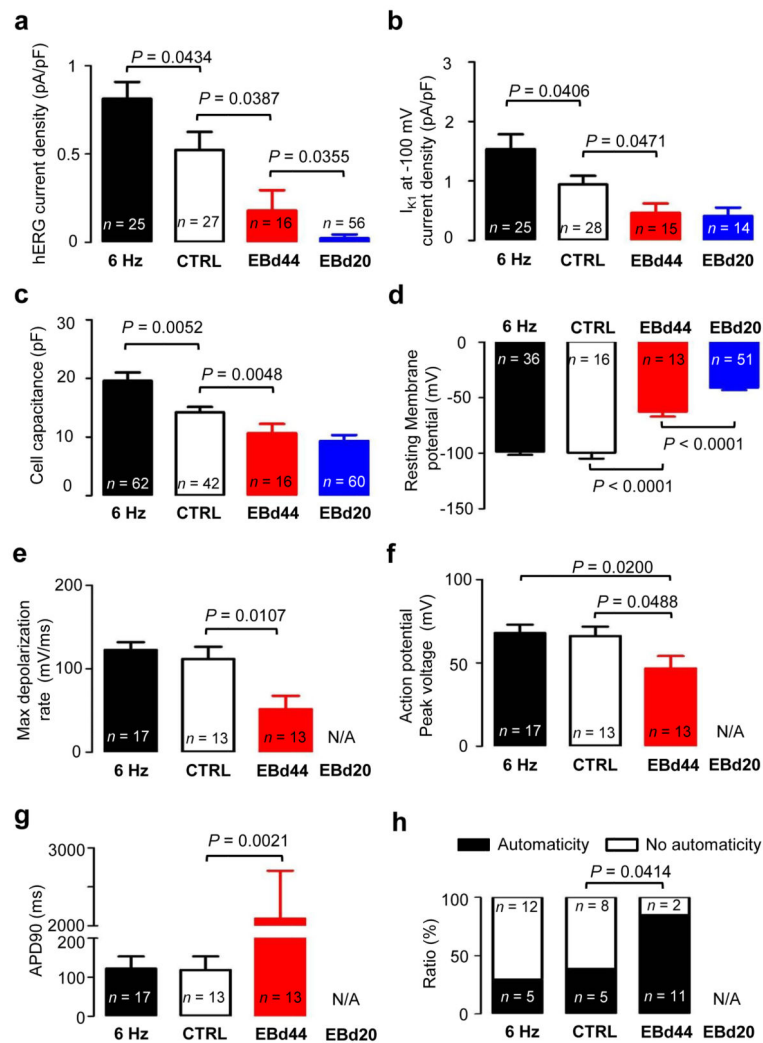 a
hERG current density (pA/pF)
1
0.5
0
P = 0.0434
P = 0.0387
P = 0.0355
n = 25
n = 27
n = 16
n = 56
6 Hz CTRL EBd44 EBd20
b
I_K1 at -100 mV
current density (pA/pF)
3
2
1
0
P = 0.0406
P = 0.0471
n = 25
n = 28
n = 15
n = 14
6 Hz CTRL EBd44 EBd20
c
Cell capacitance (pF)
30
20
10
0
P = 0.0052
P = 0.0048
n = 62
n = 42
n = 16
n = 60
6 Hz CTRL EBd44 EBd20
d
Resting Membrane
potential (mV)
6 Hz CTRL EBd44 EBd20
0
-50
-100
-150
n = 36
n = 16
n = 13
n = 51
P < 0.0001
P < 0.0001
e
Max depolarization
rate (mV/ms)
200
100
0
P = 0.0107
n = 17
n = 13
n = 13
N/A
6 Hz CTRL EBd44 EBd20
f
Action potential
Peak voltage (mV)
100
50
0
P = 0.0200
P = 0.0488
n = 17
n = 13
n = 13
N/A
6 Hz CTRL EBd44 EBd20
g
APD90 (ms)
3000
2000
200
100
0
P = 0.0021
n = 17
n = 13
n = 13
N/A
6 Hz CTRL EBd44 EBd20
h
Automaticity No automaticity
P = 0.0414
Ratio (%)
100
50
0
n = 12
n = 8
n = 2
n = 5
n = 5
n = 11
N/A
6 Hz CTRL EBd44 EBd20